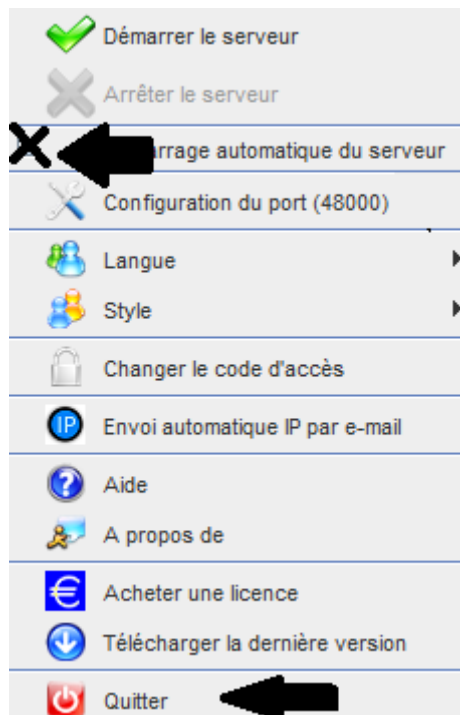 Démarrer le serveur
Arrêter le serveur
automatique du serveur
Configuration du port (48000)
Langue
Style
Changer le code d'accès
IP Envoi automatique IP par e-mail
Aide
A propos de
Acheter une licence
Télécharger la dernière version
Quitter